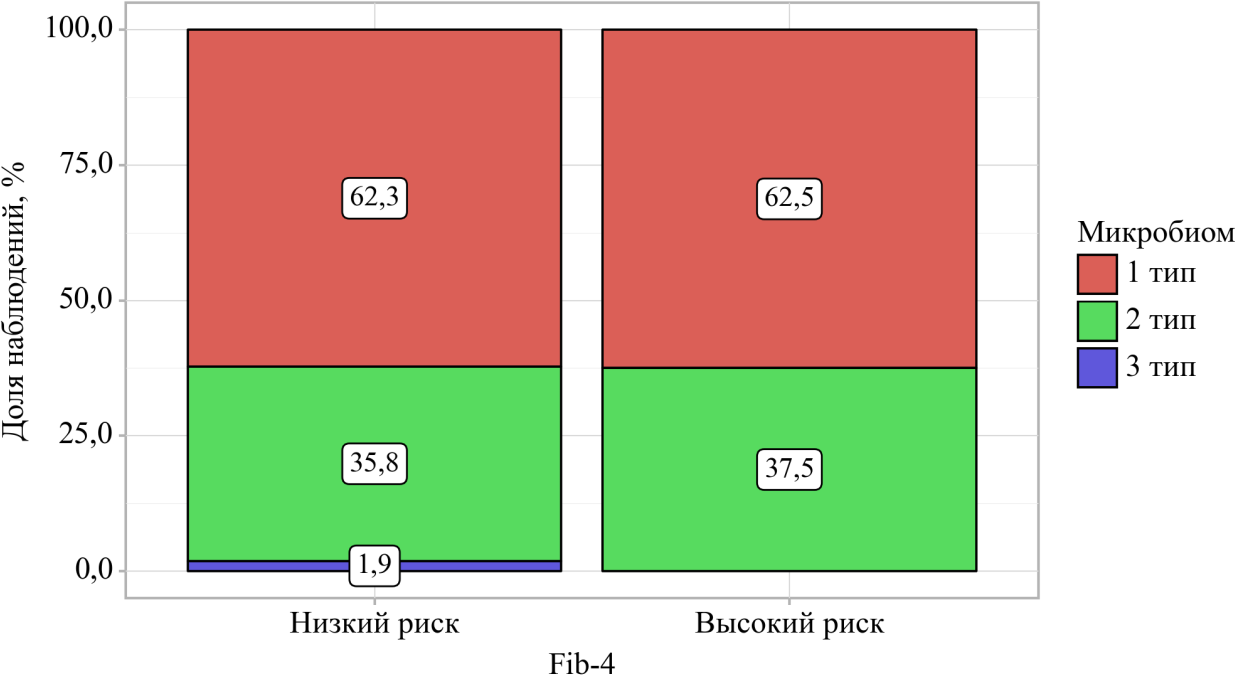 Доля наблюдений, %
100,0
75,0
50,0
25,0
0,0
62,3
35,8
1,9
62,5
37,5
Низкий риск
Высокий риск
Fib-4
Микробиом
1 тип
2 тип
3 тип